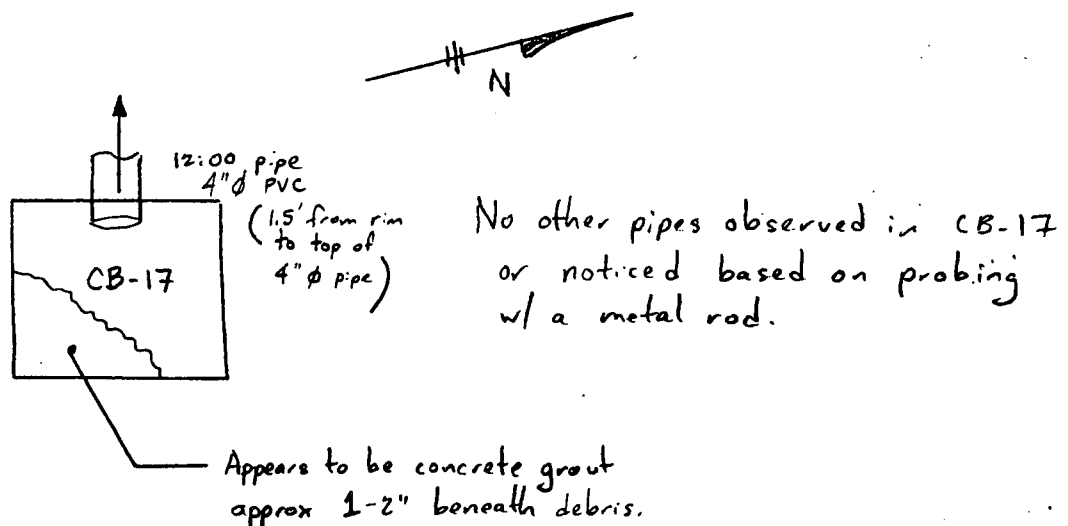 N
12:00 pipe
4"ø PVC
(1.5' from rim
to top of
4"ø pipe)
CB-17
No other pipes observed in CB-17
or noticed based on probing
w/ a metal rod.
Appears to be concrete grout
approx 1-2" beneath debris.